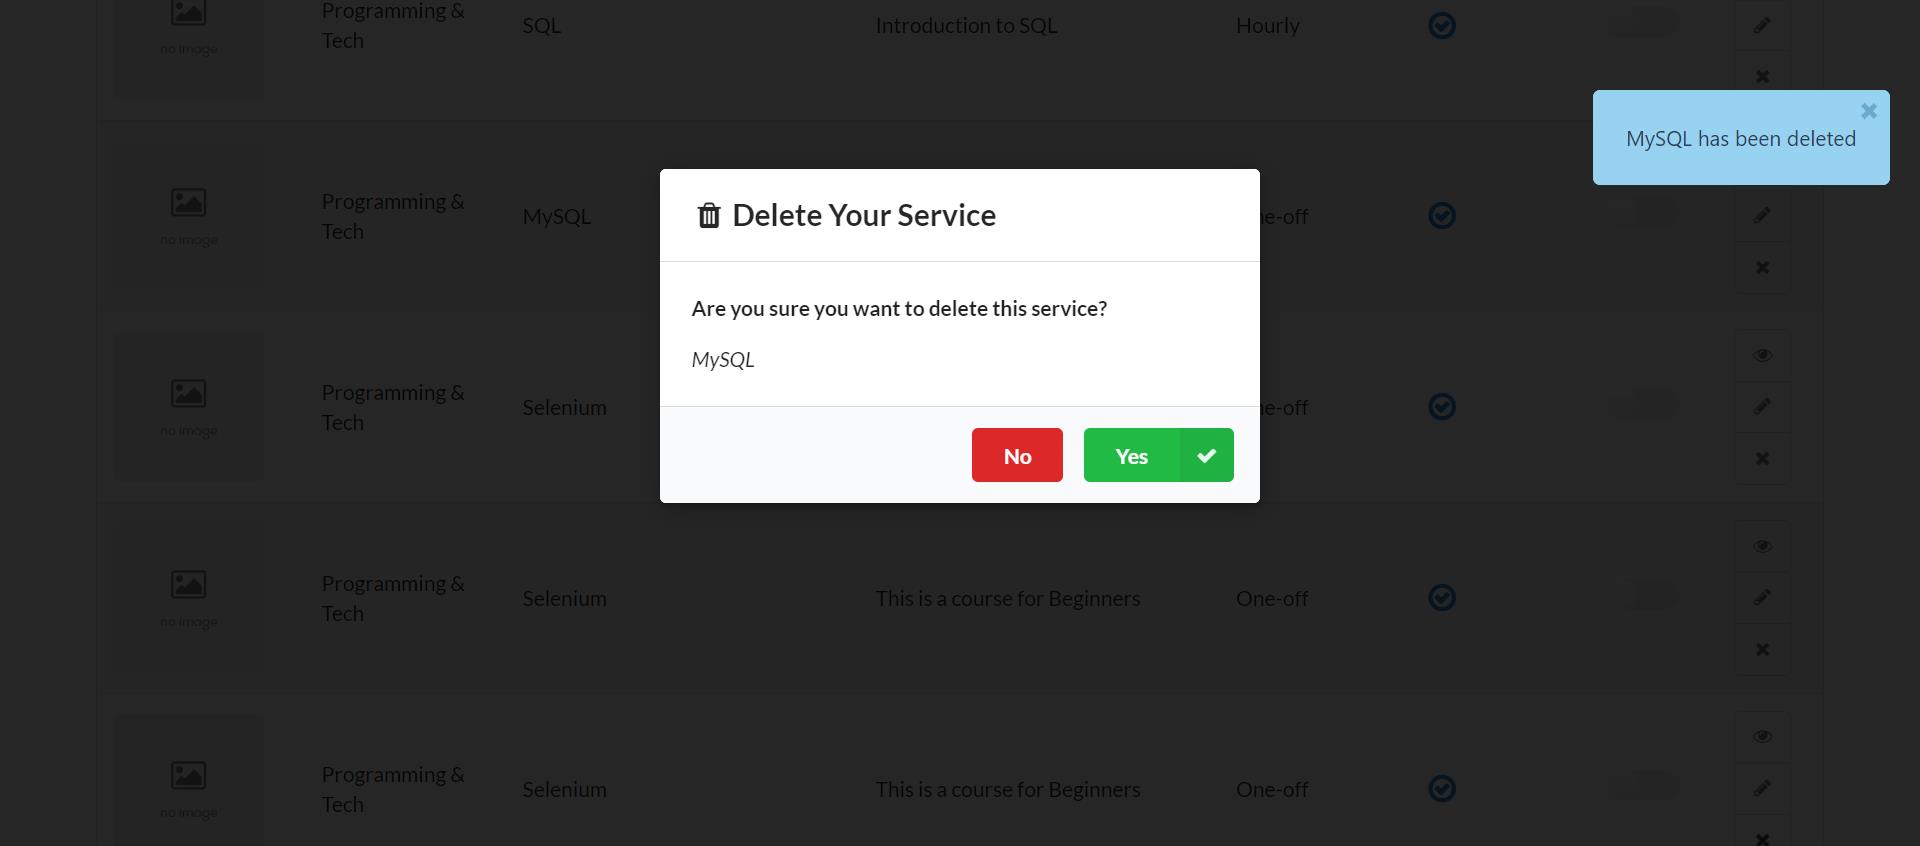 Programming &
Tech
SQL
Introduction to SQL
Hourly
no image
MySQL has been deleted
Programming &
Tech
MySQL
ne-off
no image
Delete Your Service
Are you sure you want to delete this service?
MySQL
No
Yes
Programming &
Tech
Selenium
ne-off
no image
Programming &
Tech
Selenium
This is a course for Beginners
One-off
no image
Programming &
Tech
Selenium
This is a course for Beginners
One-off
no image